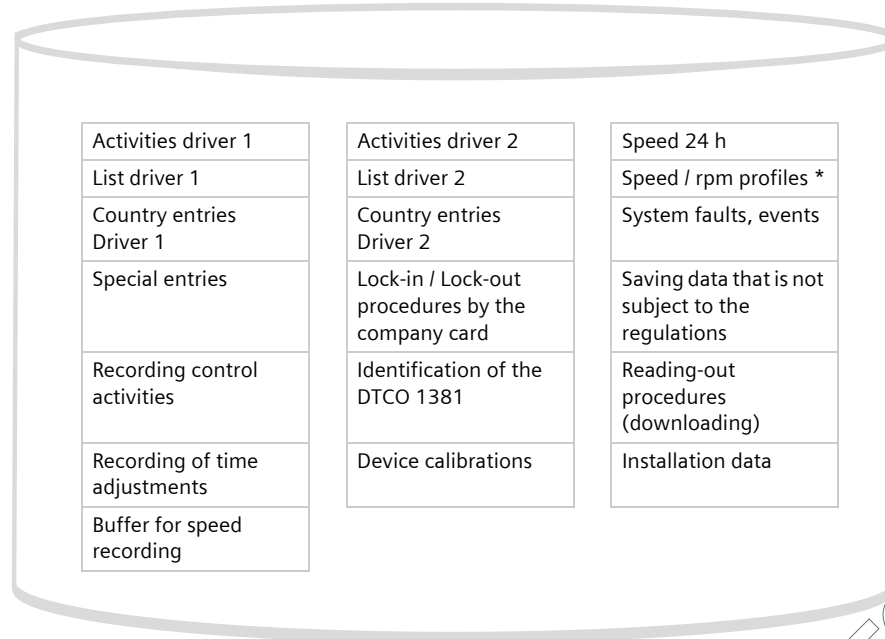 Activities driver 1
List driver 1
Country entries
Driver 1
Special entries
Recording control
activities
Recording of time
adjustments
Buffer for speed
recording
Activities driver 2
List driver 2
Country entries
Driver 2
Lock-in / Lock-out
procedures by the
company card
Identification of the
DTCO 1381
Device calibrations
Speed 24 h
Speed / rpm profiles *
System faults, events
Saving data that is not
subject to the
regulations
Reading-out
procedures
(downloading)
Installation data